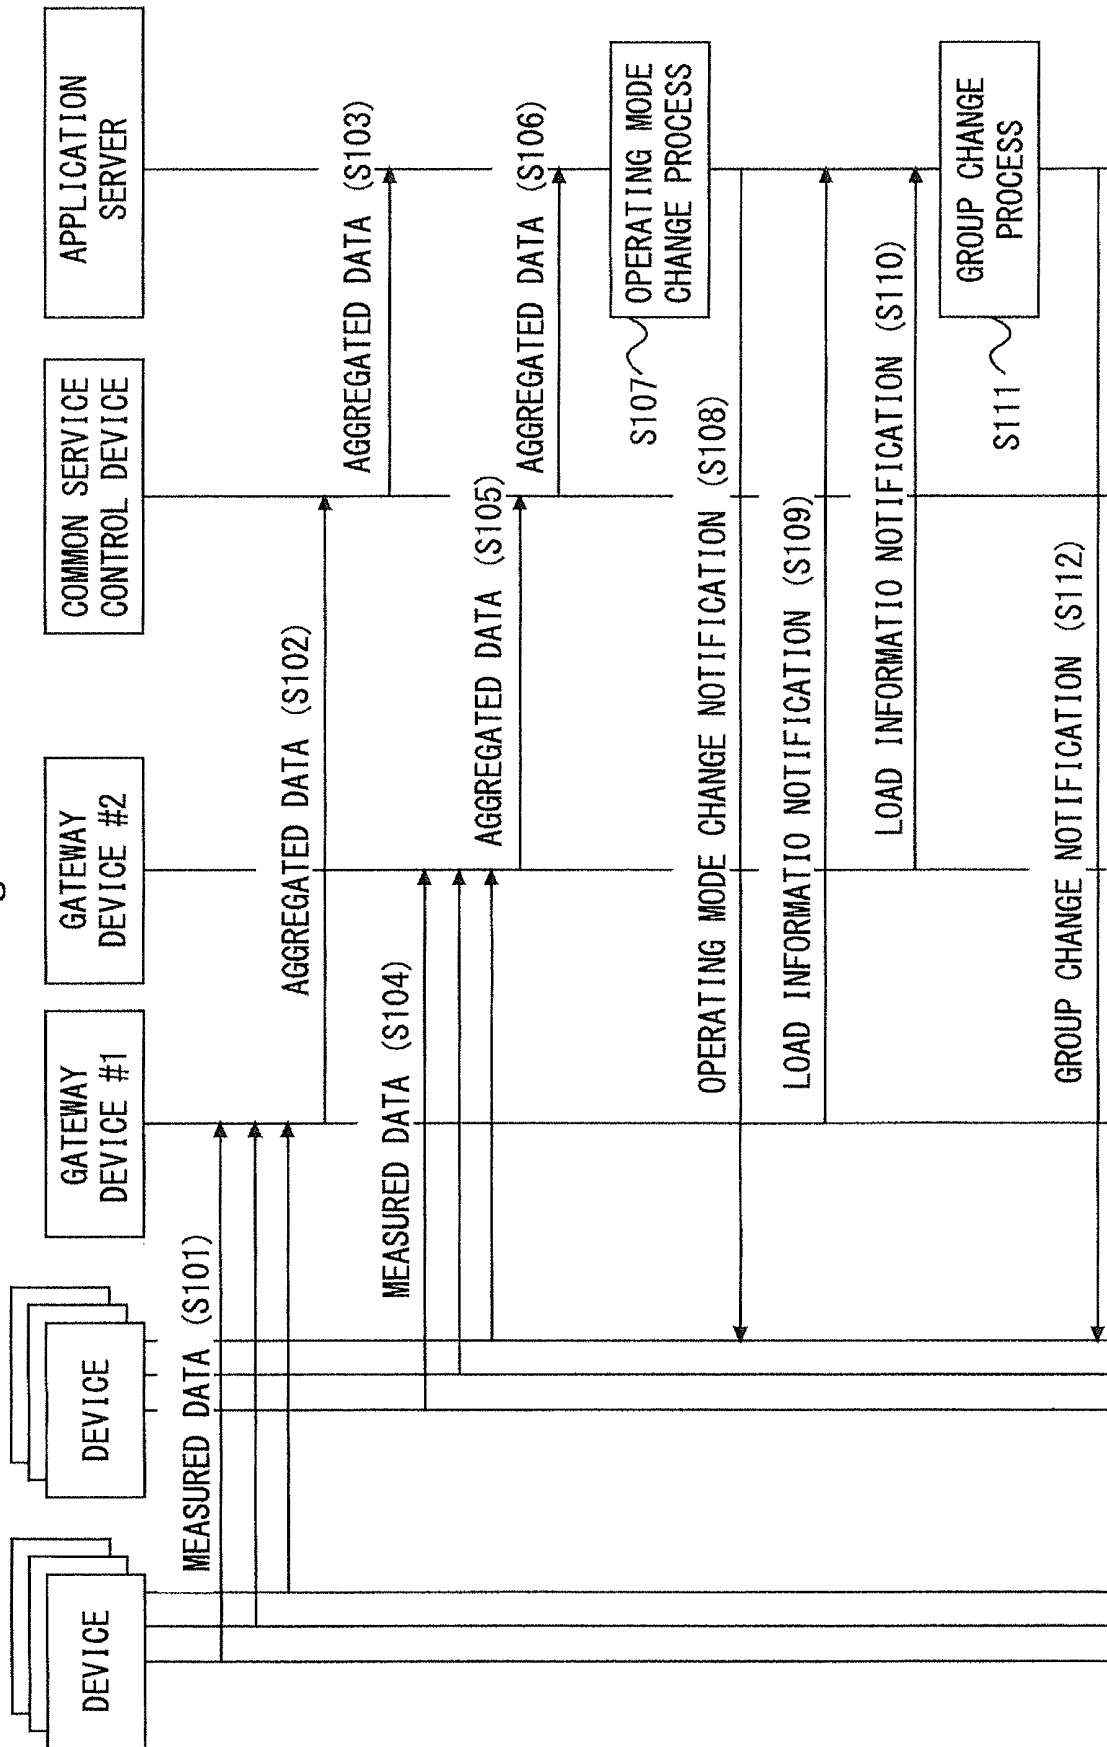 DEVICE
DEVICE
GATEWAY
DEVICE #1
GATEWAY
DEVICE #2
COMMON SERVICE
CONTROL DEVICE
APPLICATION
SERVER
MEASURED DATA (S101)
AGGREGATED DATA (S102)
AGGREGATED DATA (S103)
MEASURED DATA (S104)
AGGREGATED DATA (S105)
AGGREGATED DATA (S106)
S107
OPERATING MODE
CHANGE PROCESS
OPERATING MODE CHANGE NOTIFICATION (S108)
LOAD INFORMATIO NOTIFICATION (S109)
LOAD INFORMATIO NOTIFICATION (S110)
S111
GROUP CHANGE
PROCESS
GROUP CHANGE NOTIFICATION (S112)